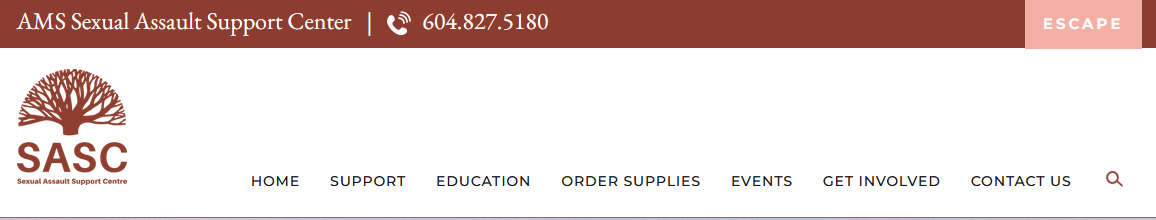 AMS Sexual Assault Support Center | 604.827.5180
ESCAPE
SASC
Sexual Assault Support Centre
HOME SUPPORT EDUCATION ORDER SUPPLIES EVENTS GET INVOLVED CONTACT US